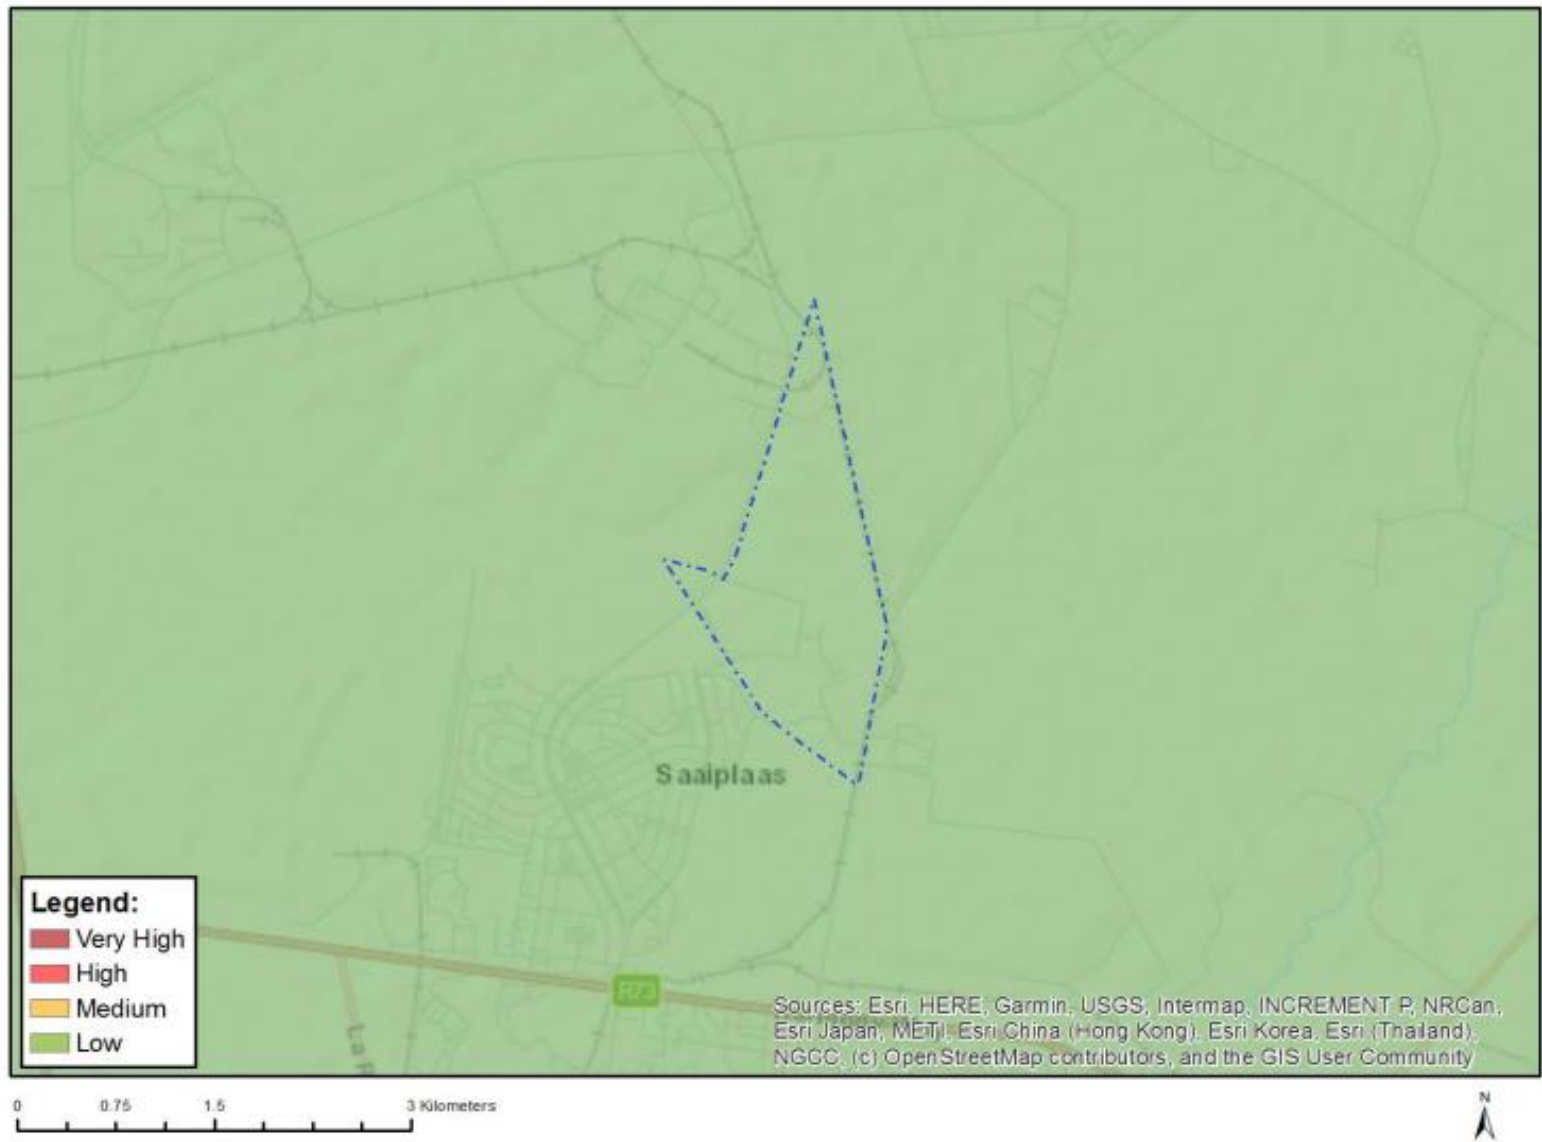 Saaiplaas
Legend:
Very High
High
Medium
Low
R73
La R
Sources: Esri, HERE, Garmin, USGS, Intermap, INCREMENT P, NRCan,
Esri Japan, METI, Esri China (Hong Kong), Esri Korea, Esri (Thailand),
NGCC, (c) OpenStreetMap contributors, and the GIS User Community
0 0.75 1.5 3 Kilometers
N